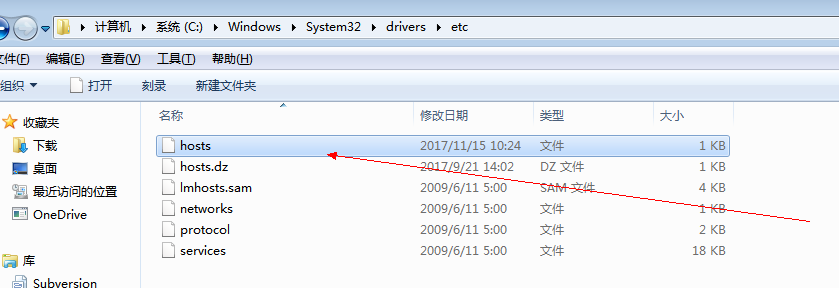 计算机 系统 (C:) Windows System32 drivers etc
文件(F) 编辑(E) 查看(V) 工具(T) 帮助(H)
组织 打开 刻录 新建文件夹
名称 修改日期 类型 大小
收藏夹
下载
桌面
最近访问的位置
OneDrive
库
Subversion
hosts 2017/11/15 10:24 文件 1 KB
hosts.dz 2017/9/21 14:02 DZ 文件 1 KB
lmhosts.sam 2009/6/11 5:00 SAM 文件 4 KB
networks 2009/6/11 5:00 文件 1 KB
protocol 2009/6/11 5:00 文件 2 KB
services 2009/6/11 5:00 文件 18 KB